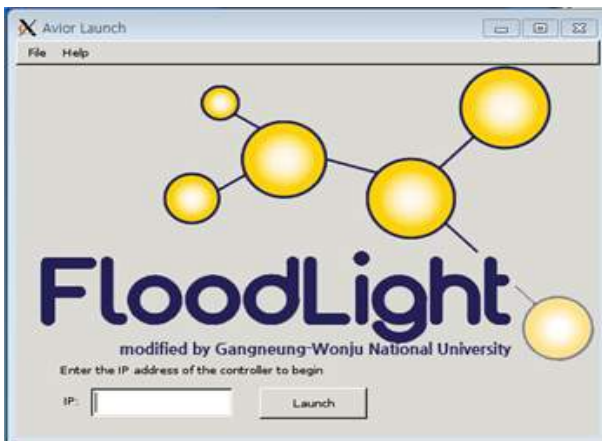 Avior Launch
File Help
FloodLight
modified by Gangneung-Wonju National University
Enter the IP address of the controller to begin
IP:
Launch